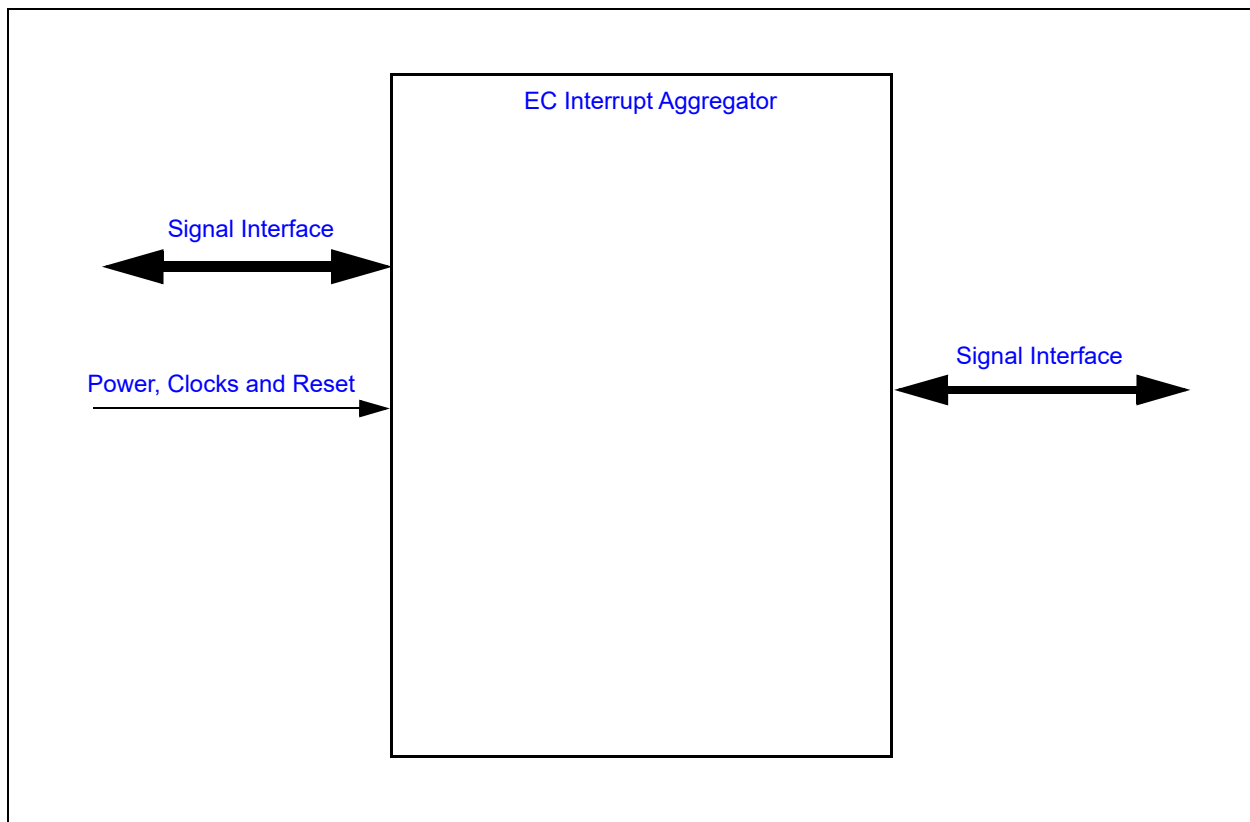 EC Interrupt Aggregator
Signal Interface
Signal Interface
Power, Clocks and Reset